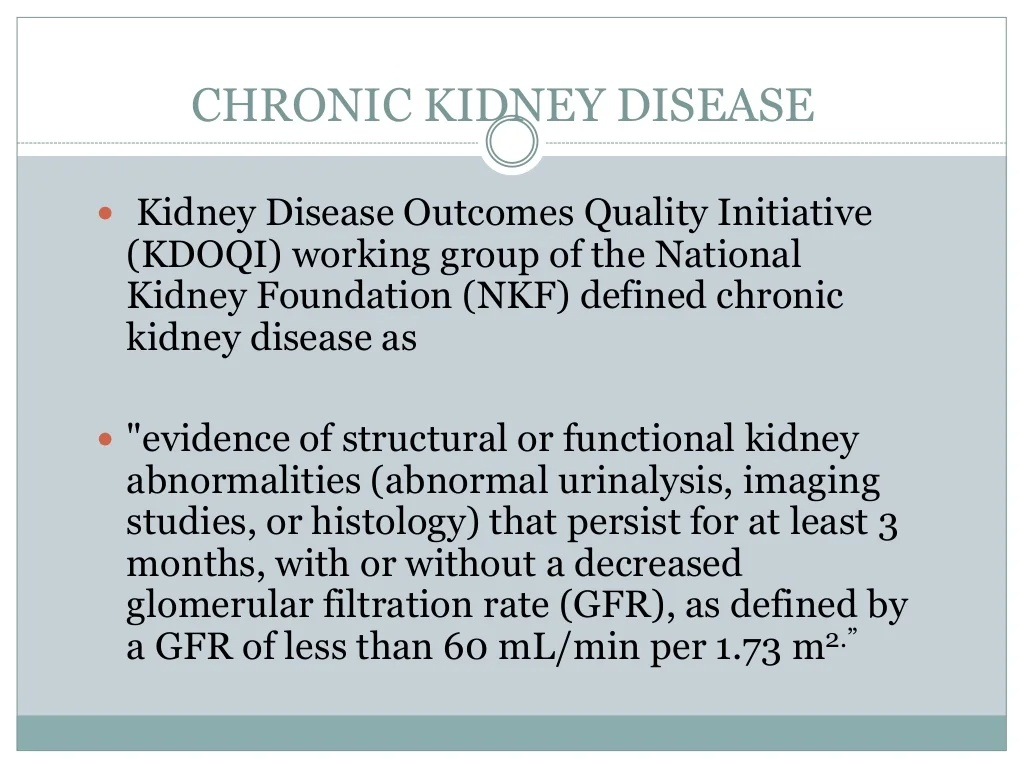 CHRONIC KIDNEY DISEASE
• Kidney Disease Outcomes Quality Initiative
(KDOQI) working group of the National
Kidney Foundation (NKF) defined chronic
kidney disease as
• "evidence of structural or functional kidney
abnormalities (abnormal urinalysis, imaging
studies, or histology) that persist for at least 3
months, with or without a decreased
glomerular filtration rate (GFR), as defined by
a GFR of less than 60 mL/min per 1.73 m².”